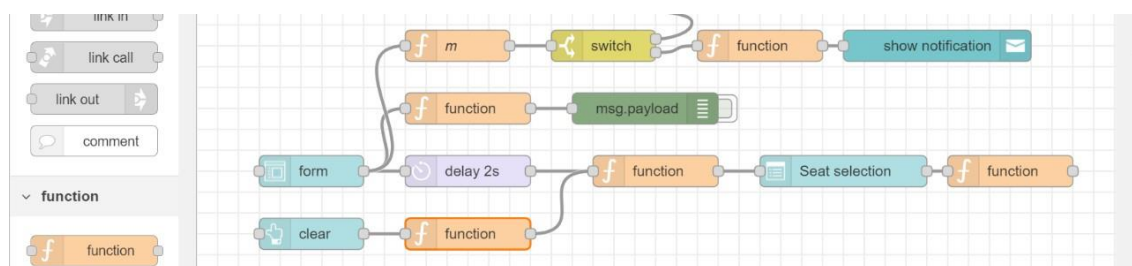 link in
link call
link out
comment
function
function
m
switch
function
show notification
function
msg.payload
form
delay 2s
function
Seat selection
function
clear
function